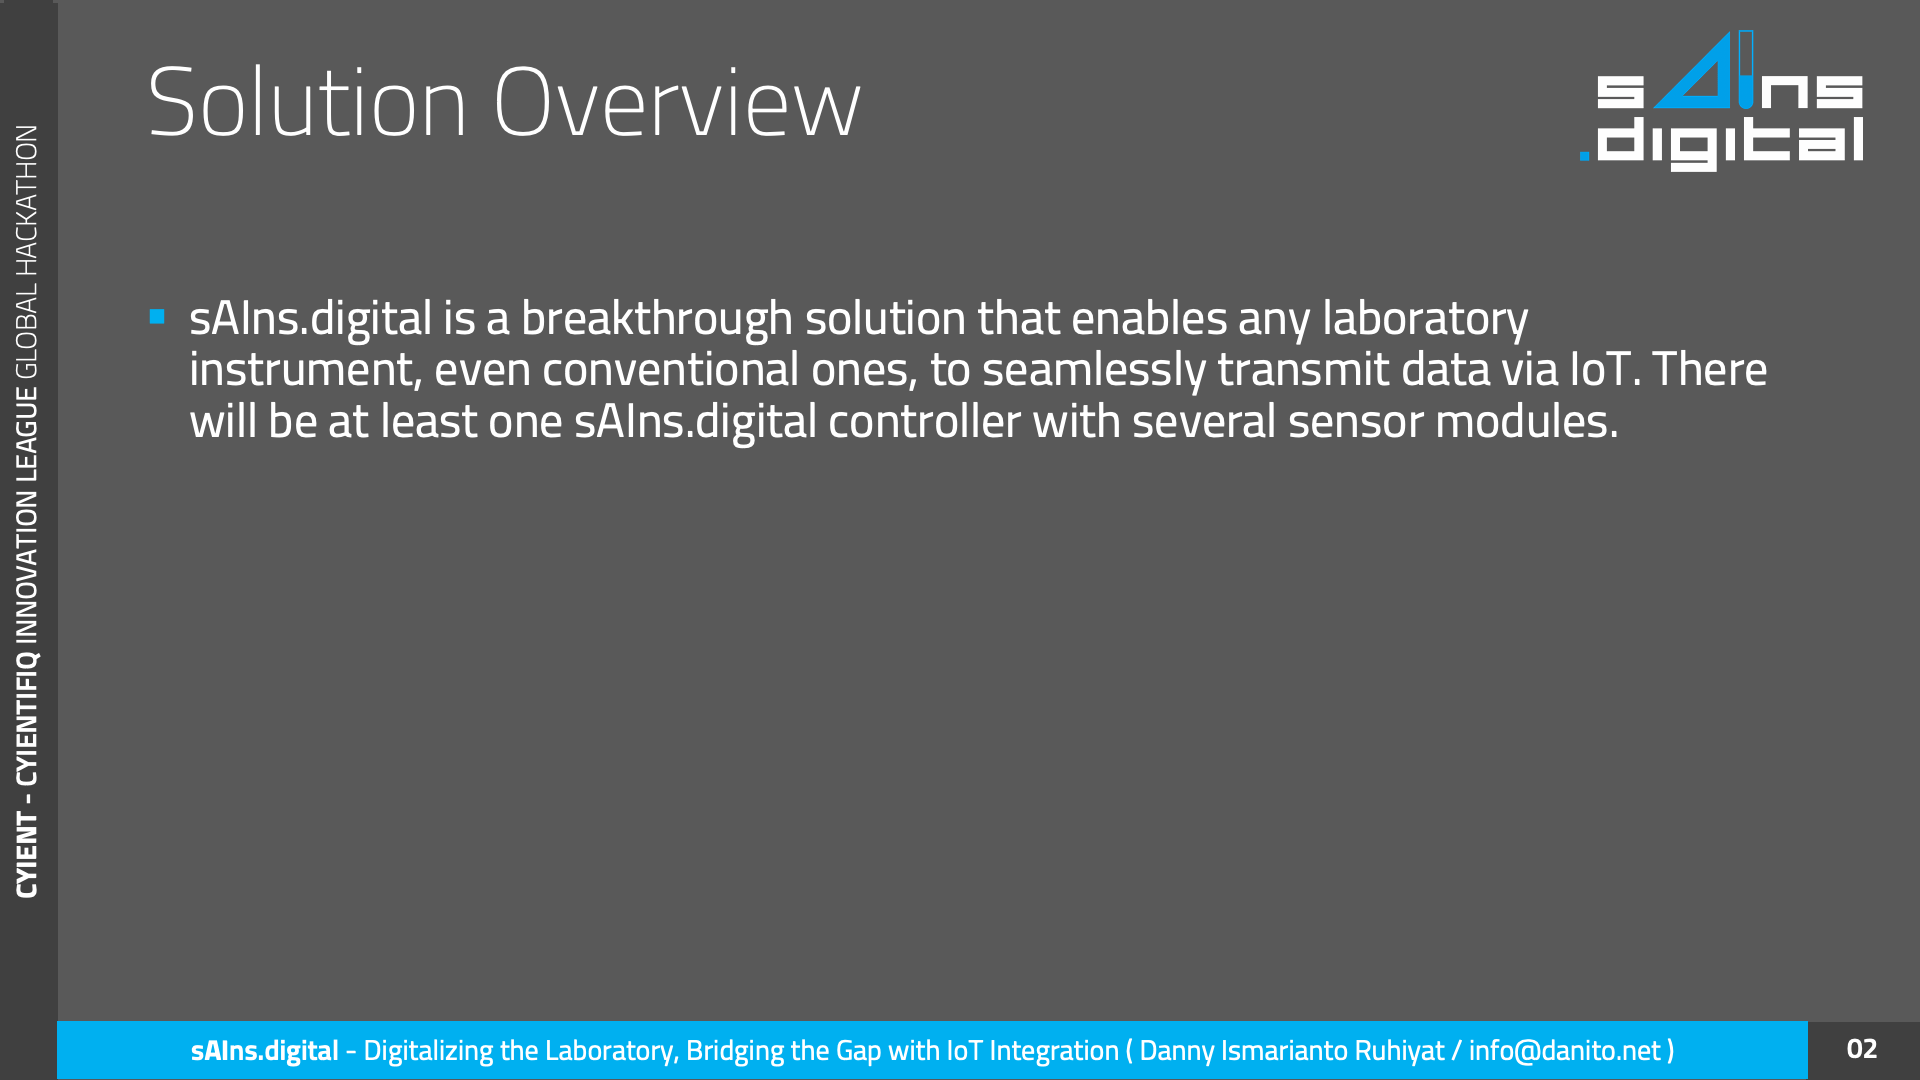 Solution Overview
sAIns
.digital
CYIENT - CYIENTIFIQ INNOVATION LEAGUE GLOBAL HACKATHON
sAIns.digital is a breakthrough solution that enables any laboratory
instrument, even conventional ones, to seamlessly transmit data via IoT. There
will be at least one sAIns.digital controller with several sensor modules.
sAIns.digital - Digitalizing the Laboratory, Bridging the Gap with IoT Integration ( Danny Ismarianto Ruhiyat / info@danito.net )
02